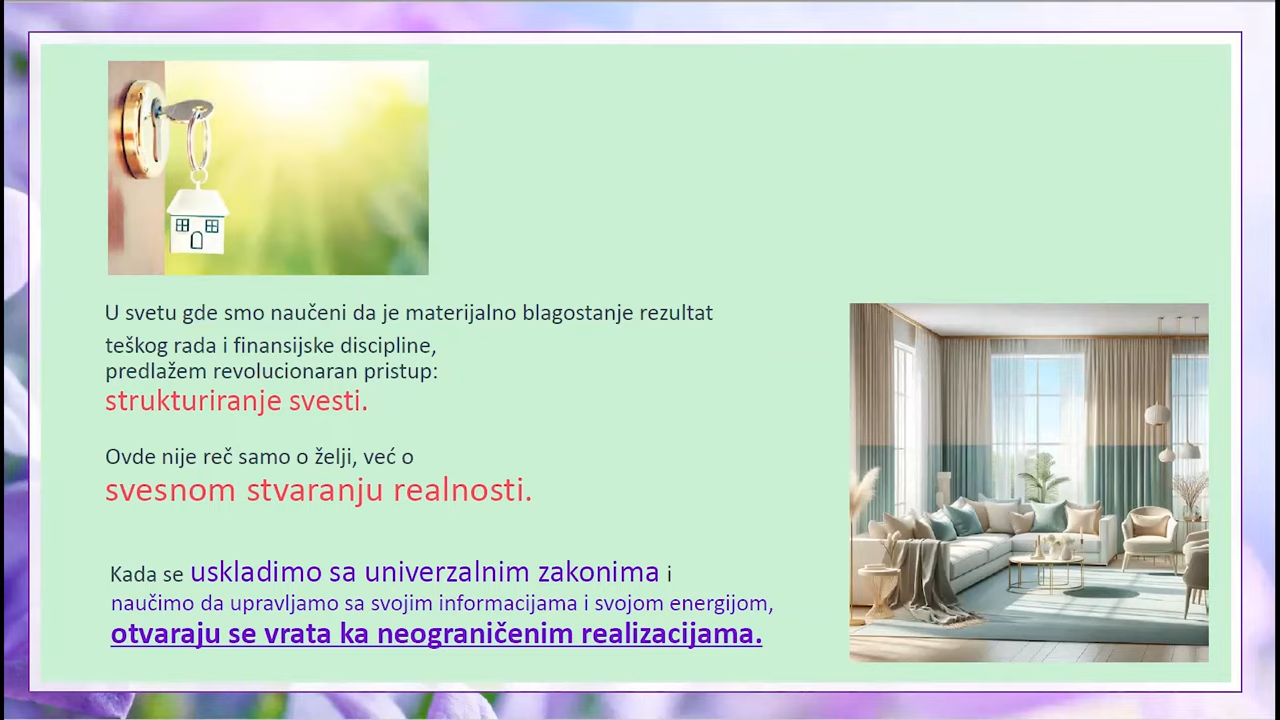 U svetu gde smo naučeni da je materijalno blagostanje rezultat
teškog rada i finansijske discipline,
predlažem revolucionaran pristup:
strukturiranje svesti.
Ovde nije reč samo o želji, već o
svesnom stvaranju realnosti.
Kada se uskladimo sa univerzalnim zakonima i
naučimo da upravljamo sa svojim informacijama i svojom energijom,
otvaraju se vrata ka neograničenim realizacijama.